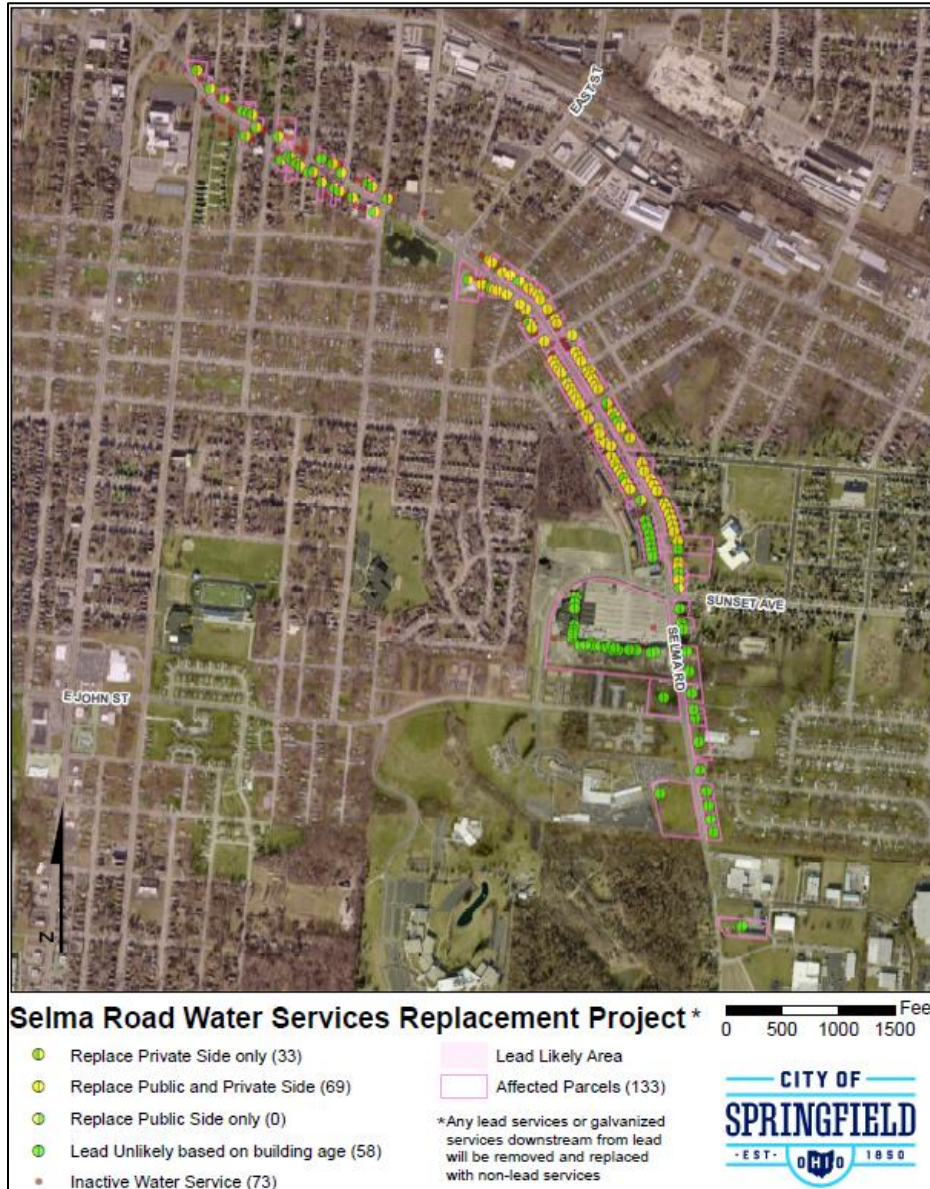 EAST ST
SUNSET AVE
SELMA RD
E JOHN ST
N
Selma Road Water Services Replacement Project *
Feet
0 500 1000 1500
Replace Private Side only (33)
Replace Public and Private Side (69)
Replace Public Side only (0)
Lead Unlikely based on building age (58)
Inactive Water Service (73)
Lead Likely Area
Affected Parcels (133)
*Any lead services or galvanized
services downstream from lead
will be removed and replaced
with non-lead services
CITY OF
SPRINGFIELD
-EST- OHIO 1850